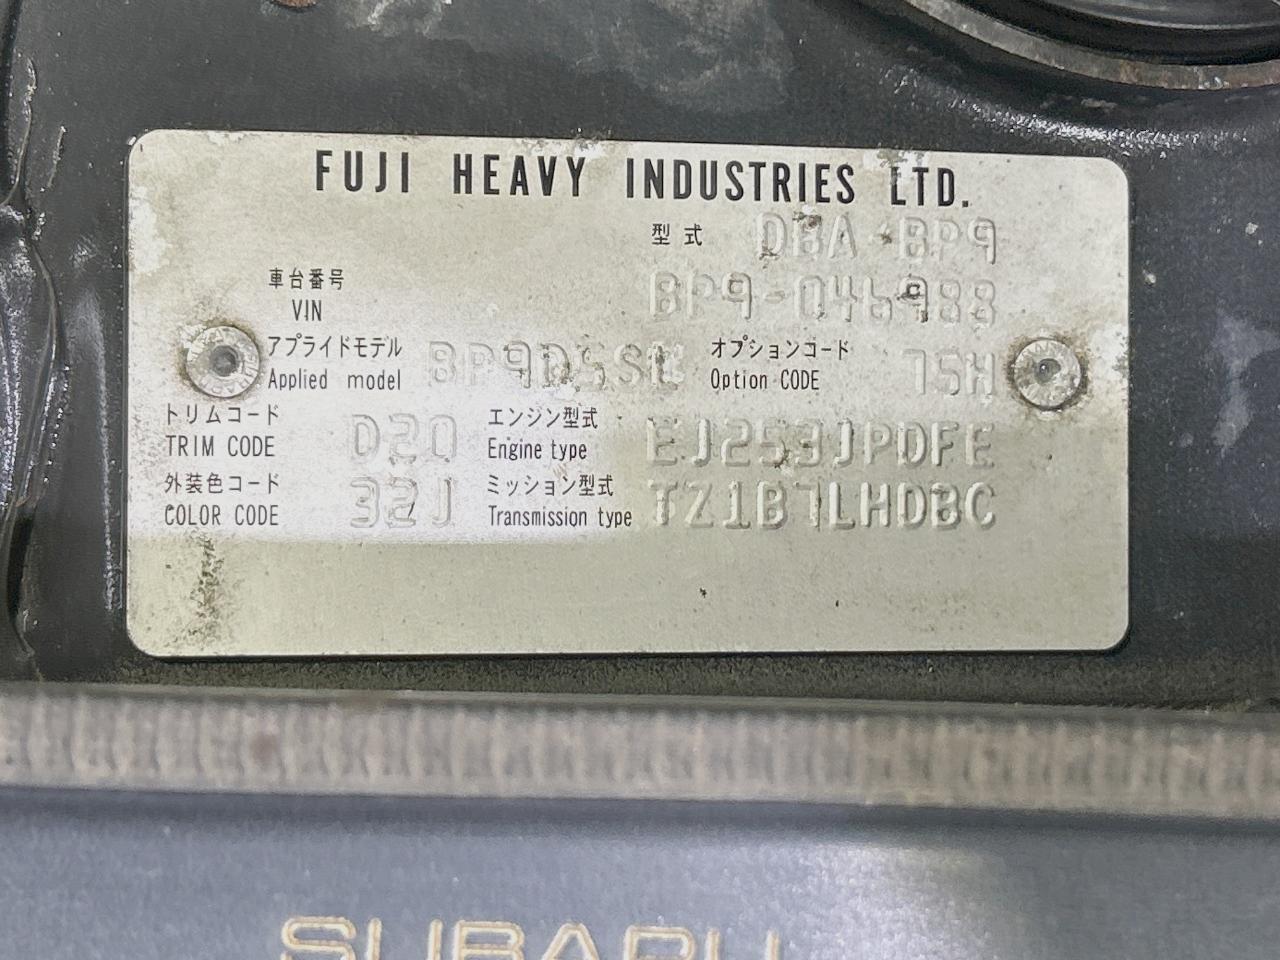 FUJI HEAVY INDUSTRIES LTD.
型式 DBA-BP9
車台番号
VIN BP9-046988
アプライドモデル オプションコード
Applied model Option CODE 75H
トリムコード エンジン型式
TRIM CODE D20 Engine type EJ253JPDFE
外装色コード ミッション型式
COLOR CODE 32J Transmission type TZ1B7LHDBC
SUBARU